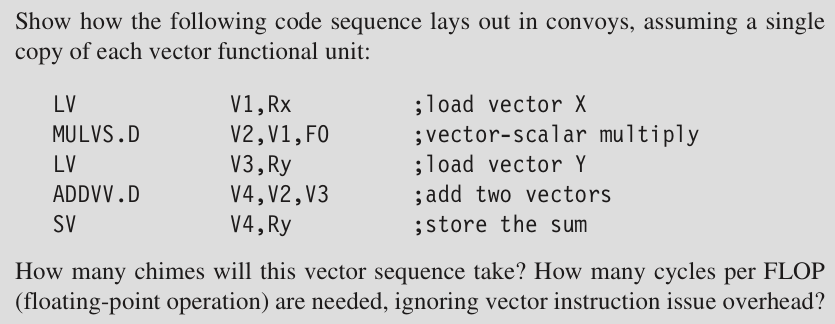 Show how the following code sequence lays out in convoys, assuming a single
copy of each vector functional unit:
LV V1,Rx ;load vector X
MULVS.D V2,V1,F0 ;vector-scalar multiply
LV V3,Ry ;load vector Y
ADDVV.D V4,V2,V3 ;add two vectors
SV V4,Ry ;store the sum
How many chimes will this vector sequence take? How many cycles per FLOP
(floating-point operation) are needed, ignoring vector instruction issue overhead?